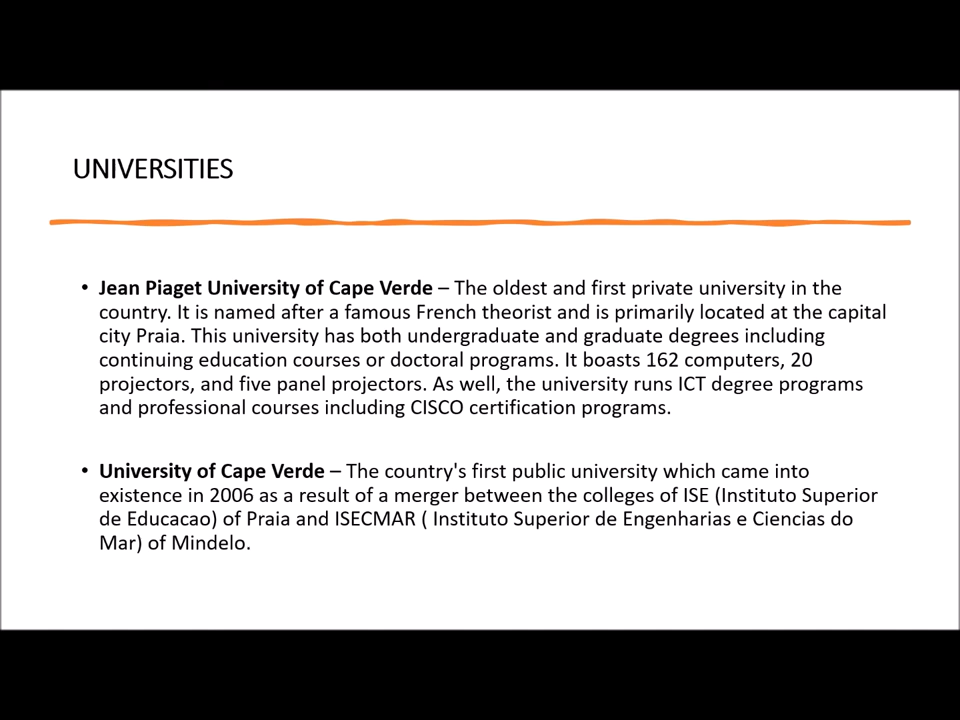 UNIVERSITIES
• Jean Piaget University of Cape Verde – The oldest and first private university in the
country. It is named after a famous French theorist and is primarily located at the capital
city Praia. This university has both undergraduate and graduate degrees including
continuing education courses or doctoral programs. It boasts 162 computers, 20
projectors, and five panel projectors. As well, the university runs ICT degree programs
and professional courses including CISCO certification programs.
• University of Cape Verde – The country's first public university which came into
existence in 2006 as a result of a merger between the colleges of ISE (Instituto Superior
de Educacao) of Praia and ISECMAR ( Instituto Superior de Engenharias e Ciencias do
Mar) of Mindelo.